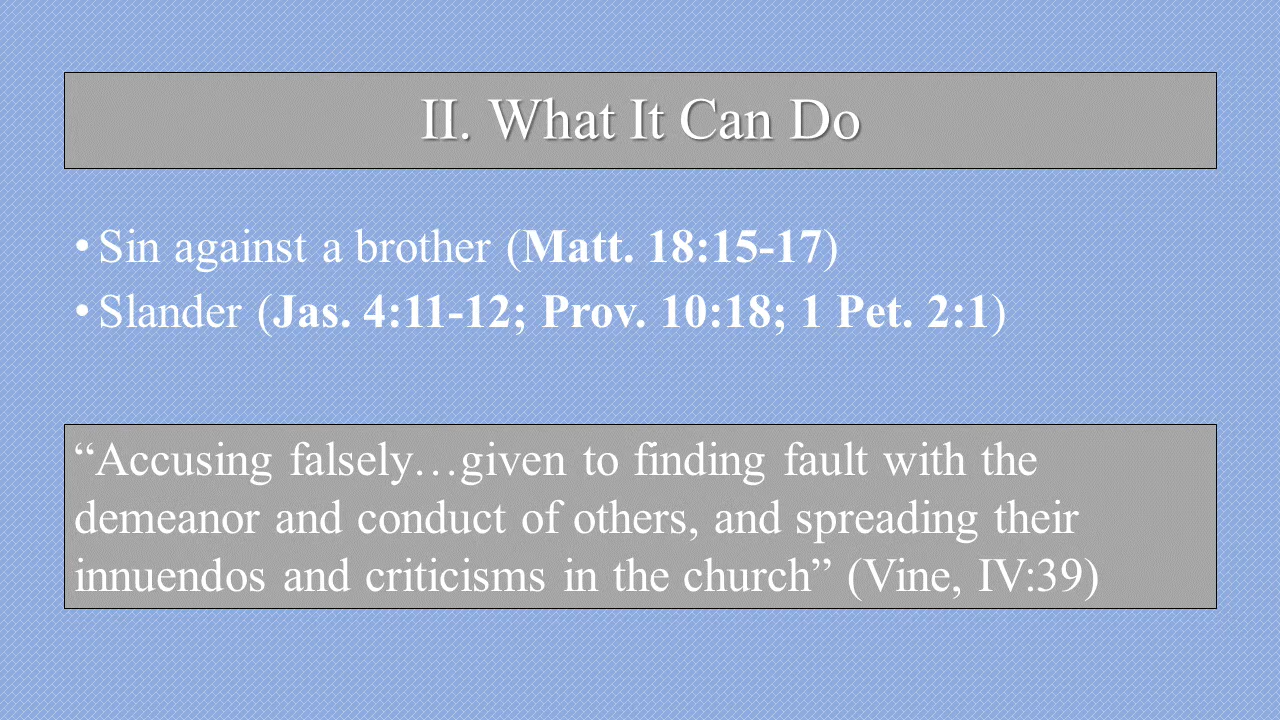 II. What It Can Do
• Sin against a brother (Matt. 18:15-17)
• Slander (Jas. 4:11-12; Prov. 10:18; 1 Pet. 2:1)
“Accusing falsely…given to finding fault with the
demeanor and conduct of others, and spreading their
innuendos and criticisms in the church” (Vine, IV:39)